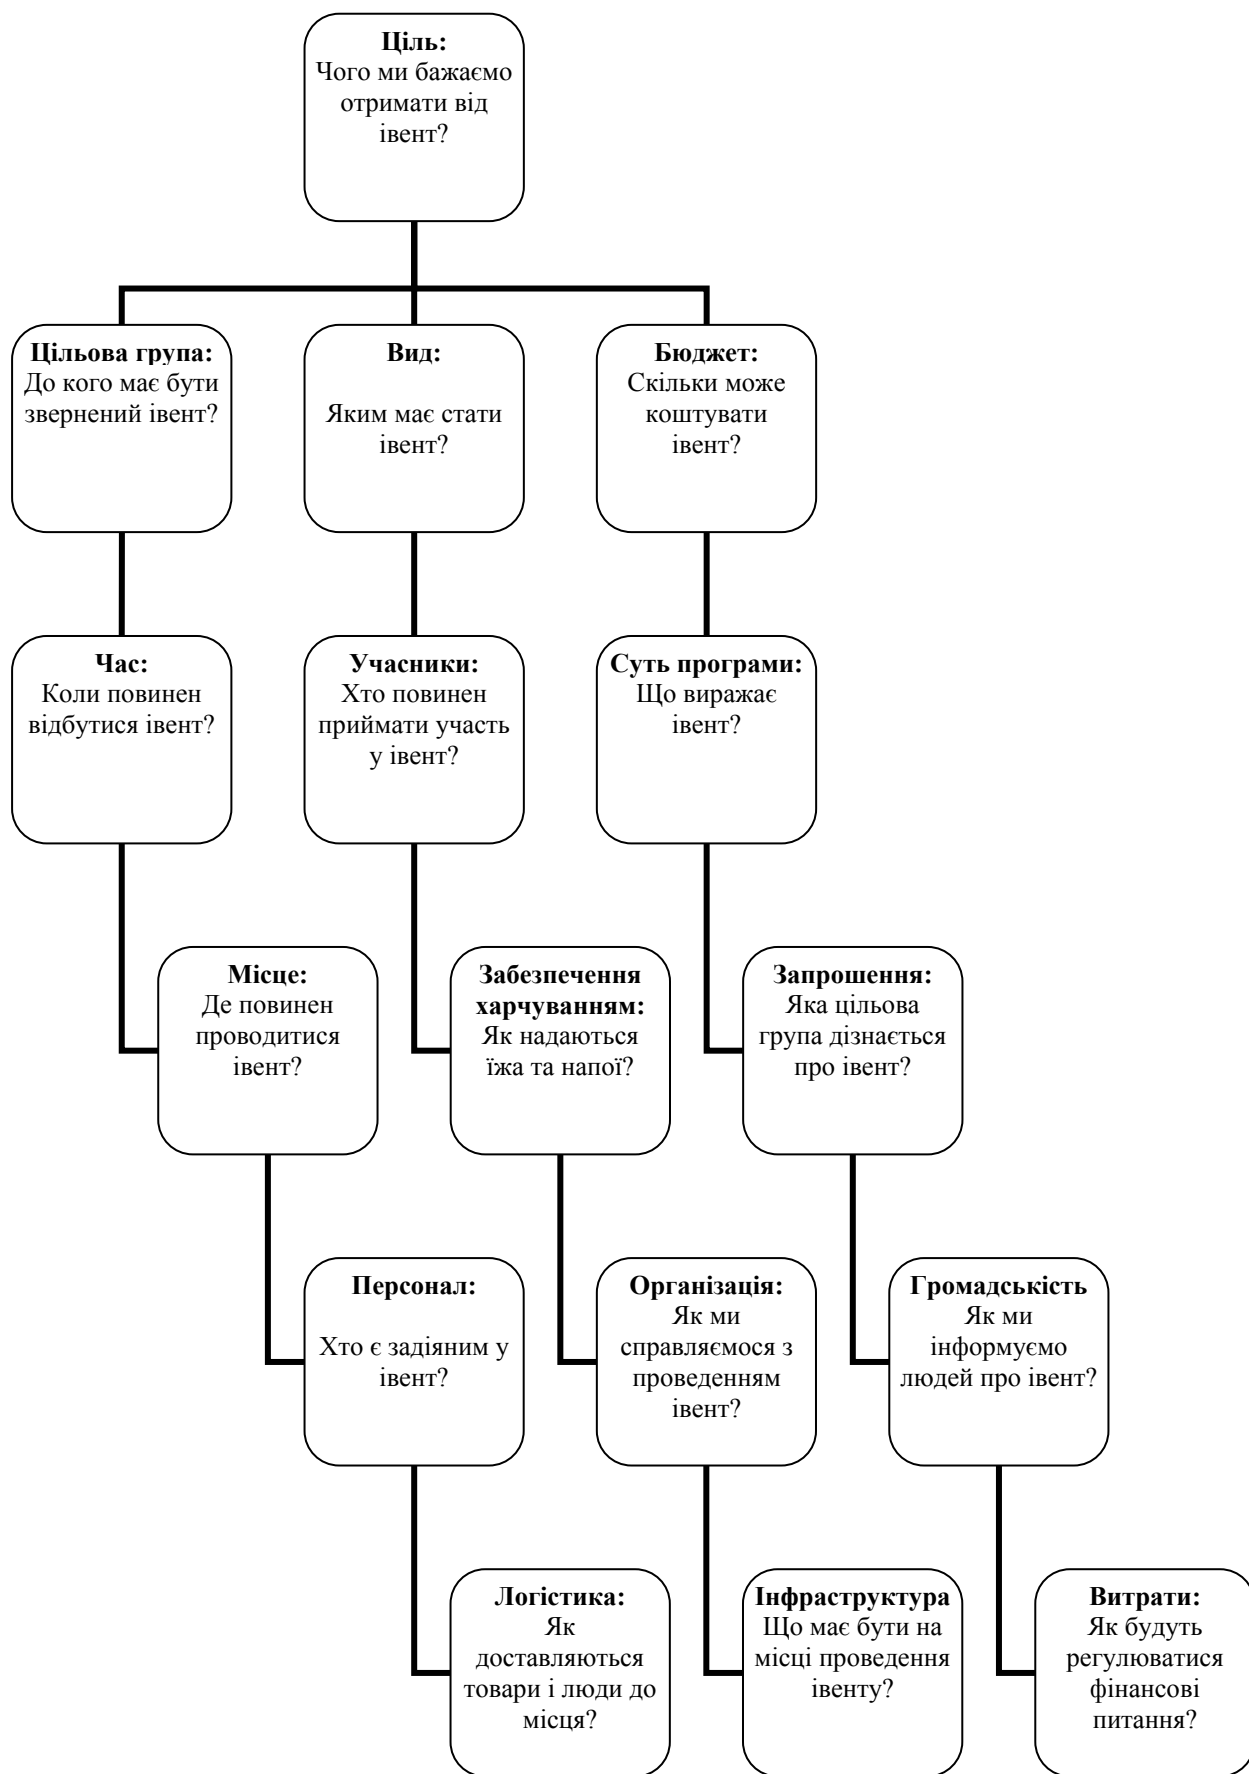 Ціль:
Чого ми бажаємо
отримати від
івент?
Цільова група:
До кого має бути
звернений івент?
Вид:
Яким має стати
івент?
Бюджет:
Скільки може
коштувати
івент?
Час:
Коли повинен
відбутися івент?
Учасники:
Хто повинен
приймати участь
у івент?
Суть програми:
Що виражає
івент?
Місце:
Де повинен
проводитися
івент?
Забезпечення
харчуванням:
Як надаються
їжа та напої?
Запрошення:
Яка цільова
група дізнається
про івент?
Персонал:
Хто є задіяним у
івент?
Організація:
Як ми
справляємося з
проведенням
івент?
Громадськість
Як ми
інформуємо
людей про івент?
Логістика:
Як
доставляються
товари і люди до
місця?
Інфраструктура
Що має бути на
місці проведення
івенту?
Витрати:
Як будуть
регулюватися
фінансові
питання?